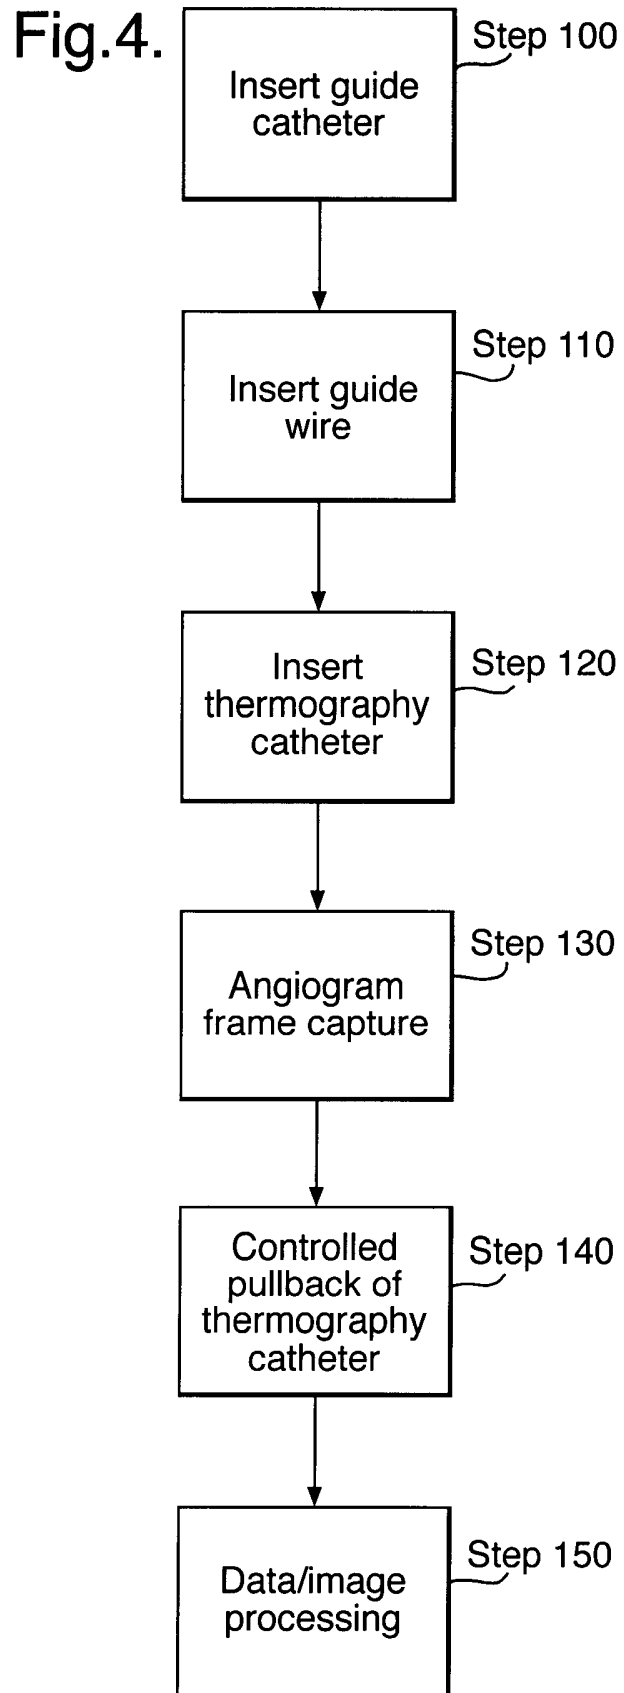 Fig.4.
Step 100
Insert guide
catheter
Step 110
Insert guide
wire
Step 120
Insert
thermography
catheter
Step 130
Angiogram
frame capture
Step 140
Controlled
pullback of
thermography
catheter
Step 150
Data/image
processing